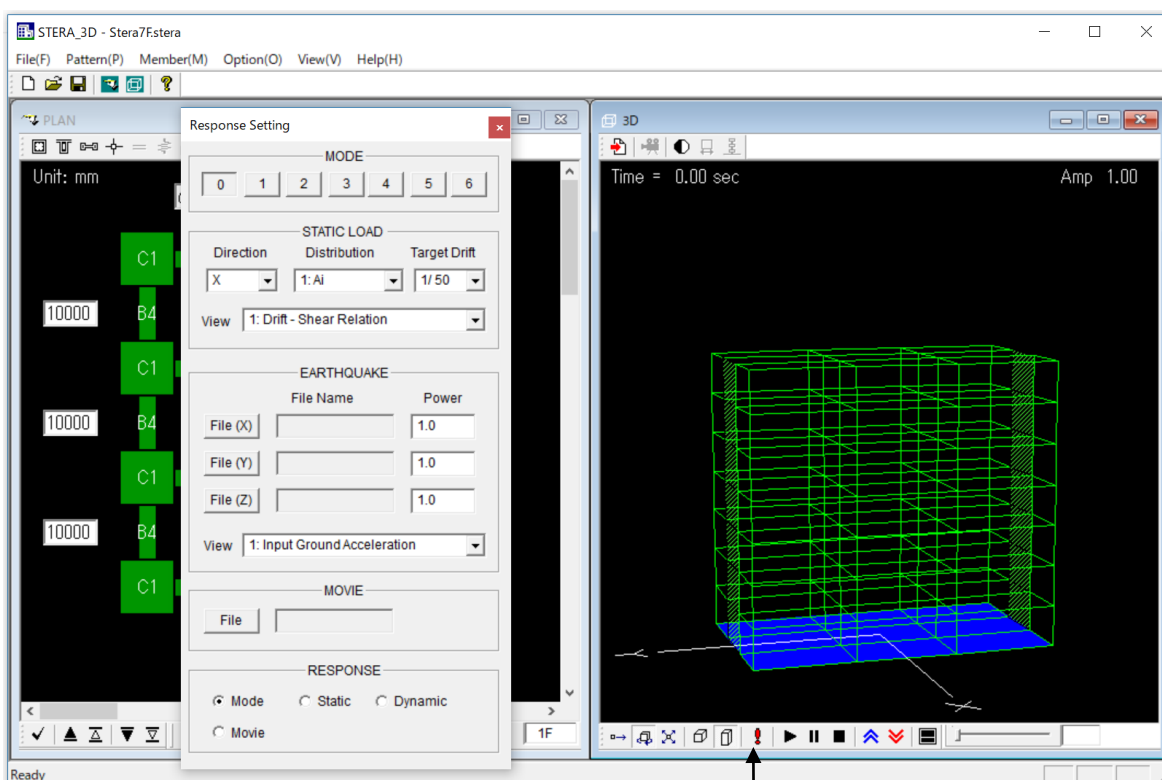 STERA_3D - Stera7F.stera
File(F) Pattern(P) Member(M) Option(O) View(V) Help(H)
PLAN
Unit: mm
C1
10000
B4
C1
10000
B4
C1
10000
B4
C1
1F
Response Setting
MODE
0 1 2 3 4 5 6
STATIC LOAD
Direction Distribution Target Drift
X 1: Ai 1/ 50
View 1: Drift - Shear Relation
EARTHQUAKE
File Name Power
File (X) 1.0
File (Y) 1.0
File (Z) 1.0
View 1: Input Ground Acceleration
MOVIE
File
RESPONSE
Mode Static Dynamic
Movie
3D
Time = 0.00 sec Amp 1.00
Ready